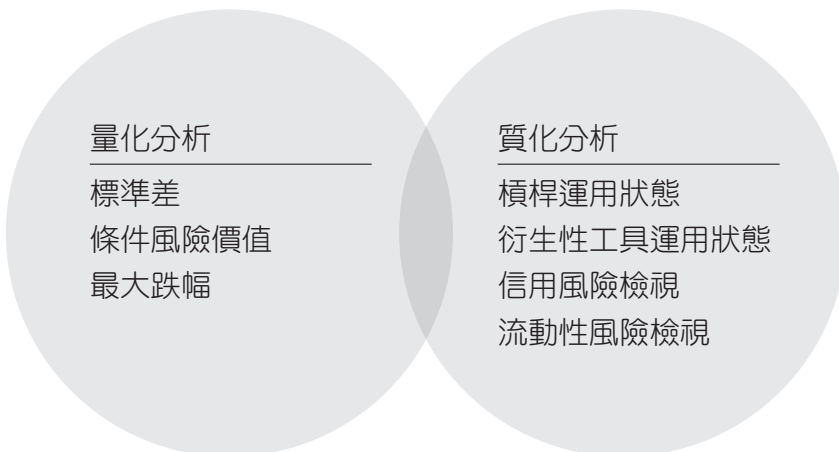 量化分析
標準差
條件風險價值
最大跌幅
質化分析
槓桿運用狀態
衍生性工具運用狀態
信用風險檢視
流動性風險檢視